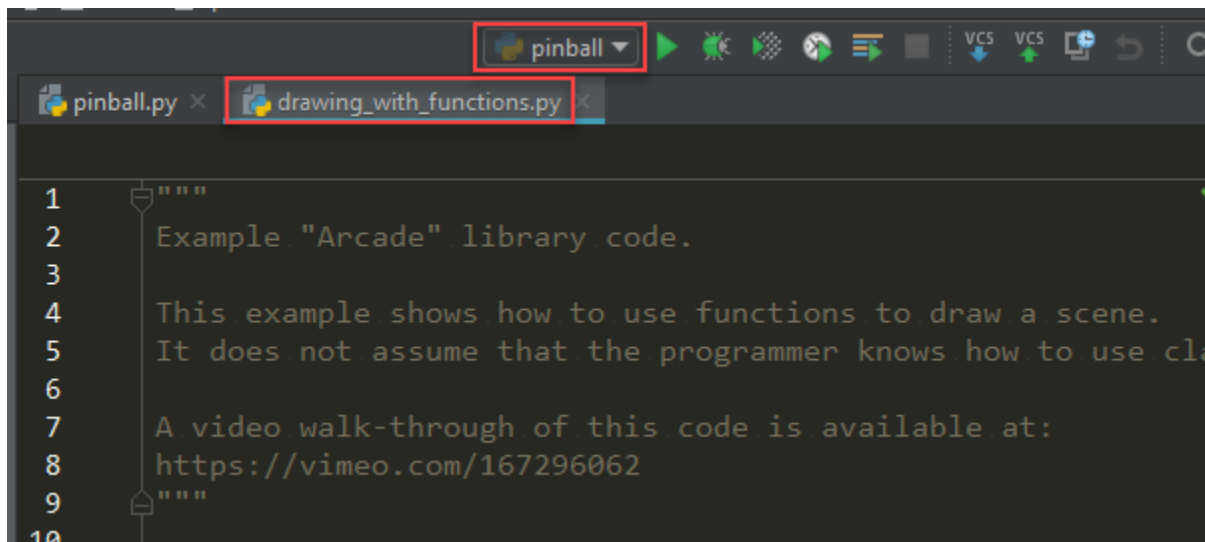 pinball
VCS VCS
pinball.py drawing_with_functions.py
1 """
2 Example "Arcade" library code.
3
4 This example shows how to use functions to draw a scene.
5 It does not assume that the programmer knows how to use cla
6
7 A video walk-through of this code is available at:
8 https://vimeo.com/167296062
9 """
10